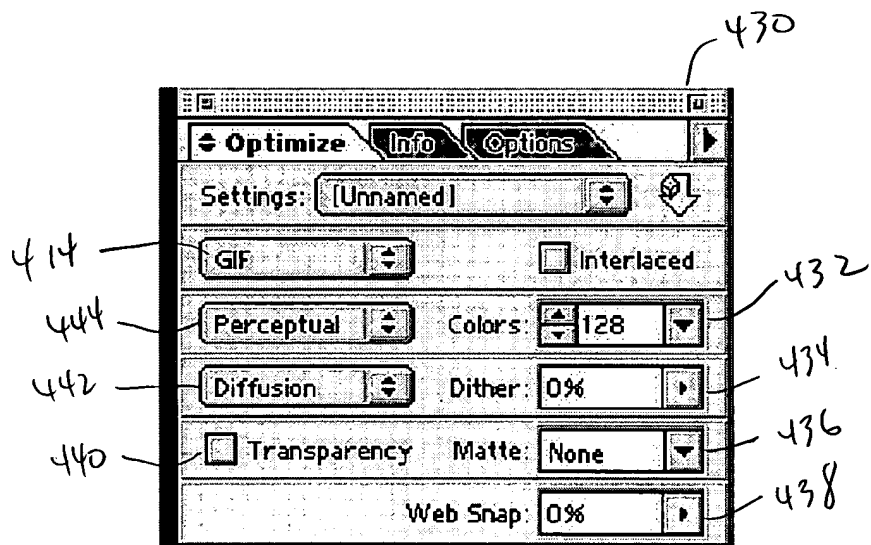 430
Optimize Info Options
Settings: [Unnamed]
414 GIF Interlaced
444 Perceptual Colors: 128 432
442 Diffusion Dither: 0% 434
440 Transparency Matte: None 436
Web Snap: 0% 438